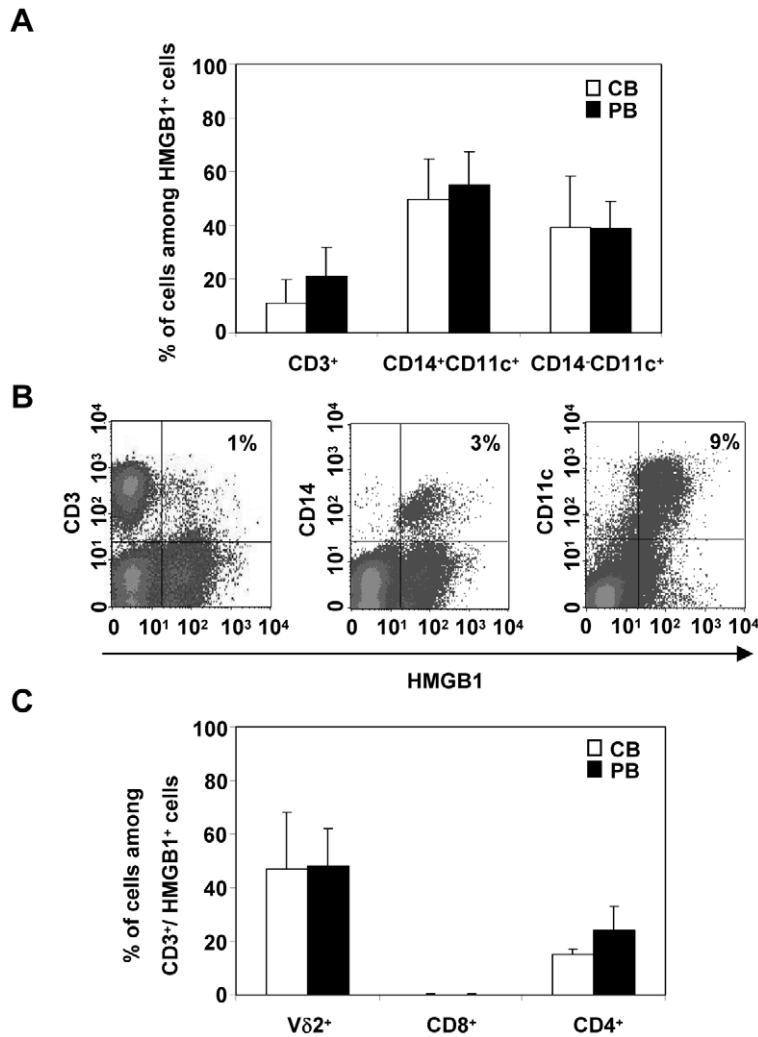 A
% of cells among HMGB1⁺ cells
100
80
60
40
20
0
CB
PB
CD3⁺
CD14⁺CD11c⁺
CD14⁻CD11c⁺
B
CD3
10⁴
10³
10²
10¹
0
1%
0 10¹ 10² 10³ 10⁴
CD14
10⁴
10³
10²
10¹
0
3%
0 10¹ 10² 10³ 10⁴
CD11c
10⁴
10³
10²
10¹
0
9%
0 10¹ 10² 10³ 10⁴
HMGB1
C
% of cells among
CD3⁺/ HMGB1⁺ cells
100
80
60
40
20
0
CB
PB
Vδ2⁺
CD8⁺
CD4⁺